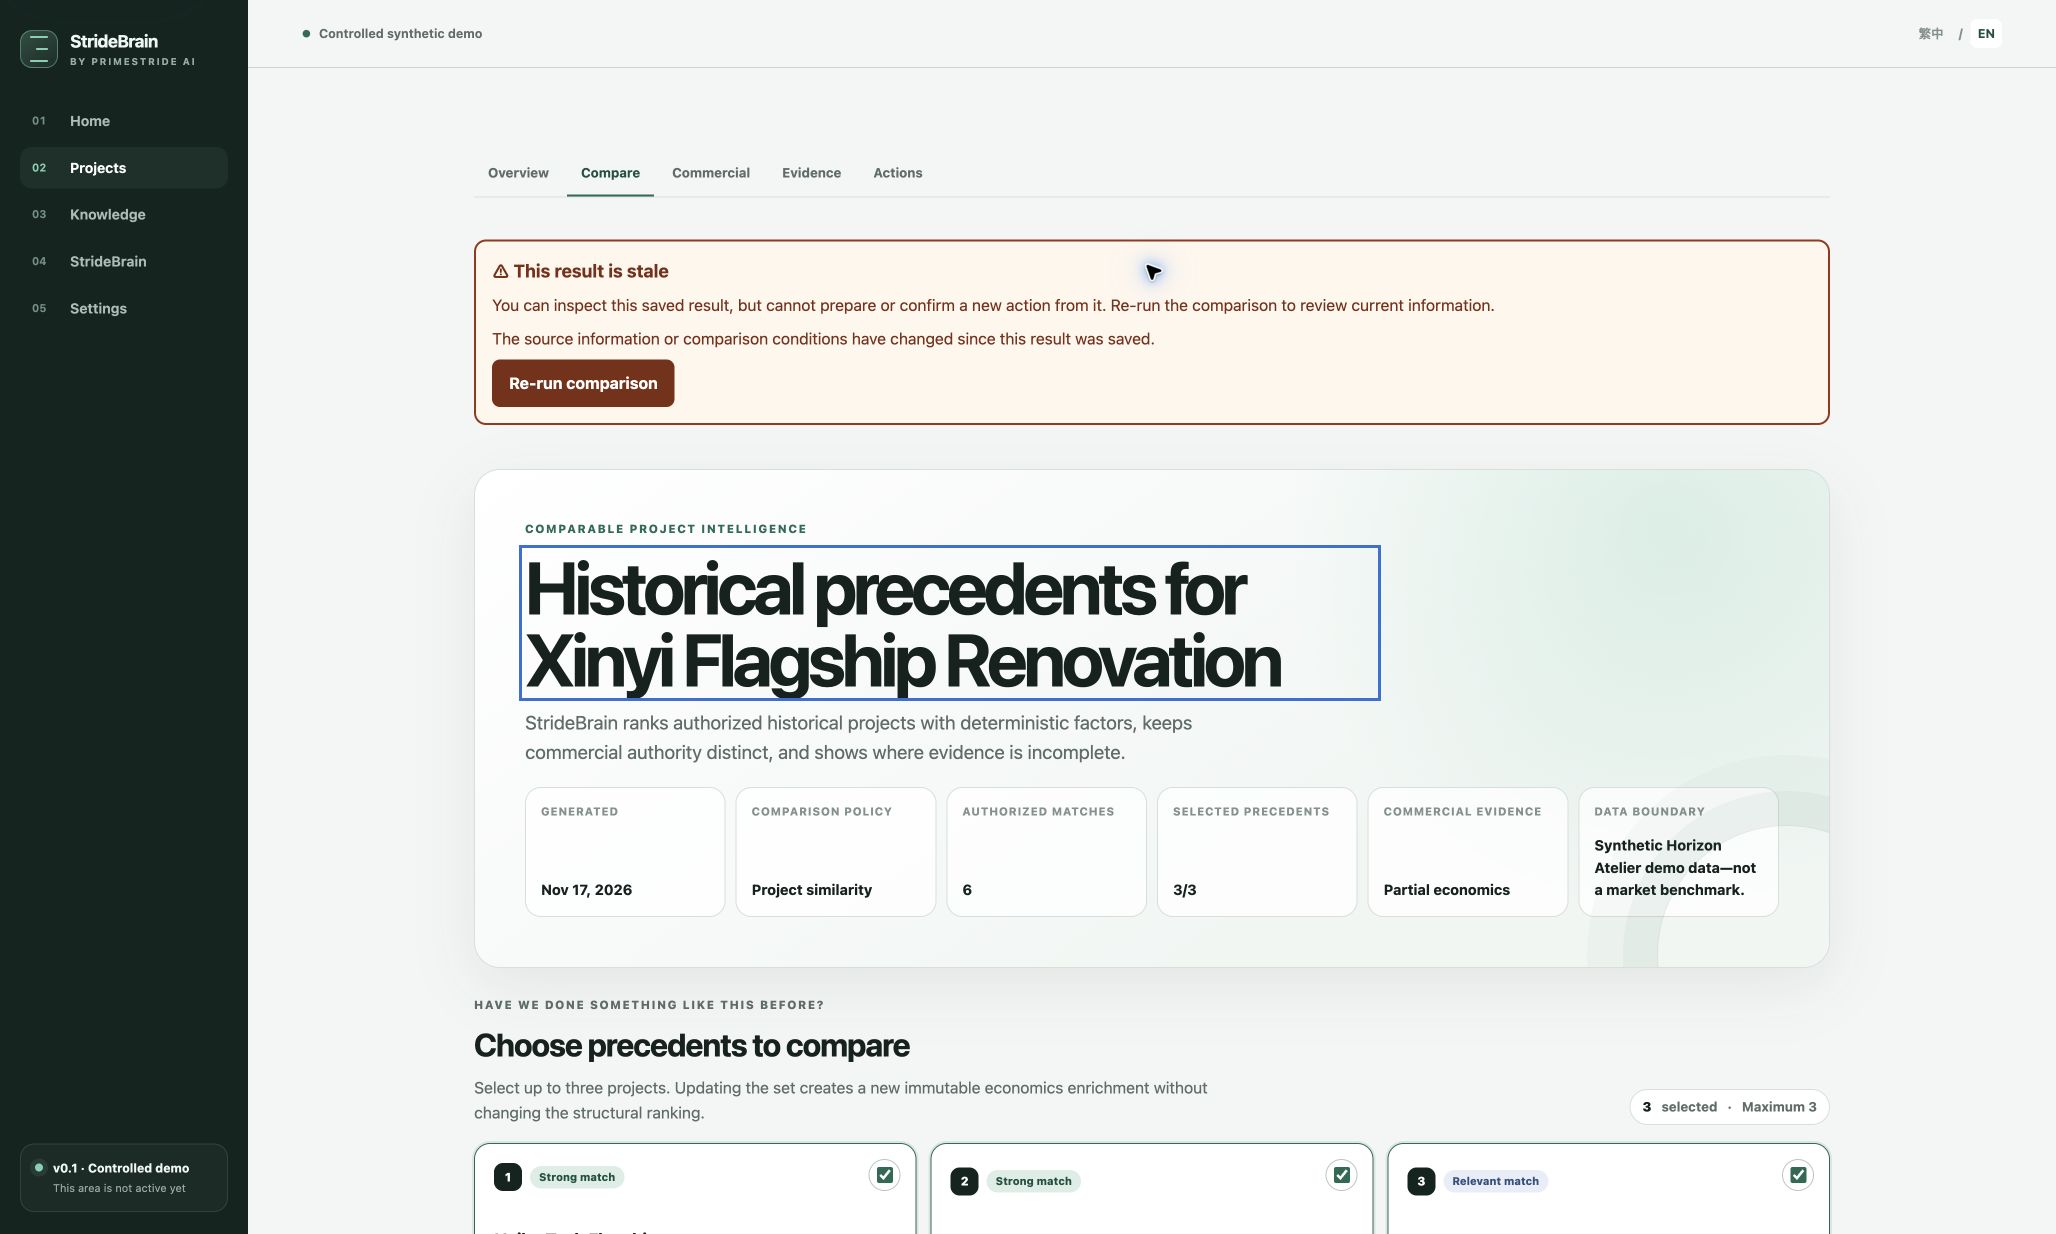 StrideBrain
BY PRIMESTRIDE AI
01 Home
02 Projects
03 Knowledge
04 StrideBrain
05 Settings
v0.1 · Controlled demo
This area is not active yet
Controlled synthetic demo
繁中 / EN
Overview Compare Commercial Evidence Actions
This result is stale
You can inspect this saved result, but cannot prepare or confirm a new action from it. Re-run the comparison to review current information.
The source information or comparison conditions have changed since this result was saved.
Re-run comparison
COMPARABLE PROJECT INTELLIGENCE
Historical precedents for
Xinyi Flagship Renovation
StrideBrain ranks authorized historical projects with deterministic factors, keeps
commercial authority distinct, and shows where evidence is incomplete.
GENERATED
Nov 17, 2026
COMPARISON POLICY
Project similarity
AUTHORIZED MATCHES
6
SELECTED PRECEDENTS
3/3
COMMERCIAL EVIDENCE
Partial economics
DATA BOUNDARY
Synthetic Horizon
Atelier demo data—not
a market benchmark.
HAVE WE DONE SOMETHING LIKE THIS BEFORE?
Choose precedents to compare
Select up to three projects. Updating the set creates a new immutable economics enrichment without
changing the structural ranking.
3 selected · Maximum 3
1 Strong match
2 Strong match
3 Relevant match